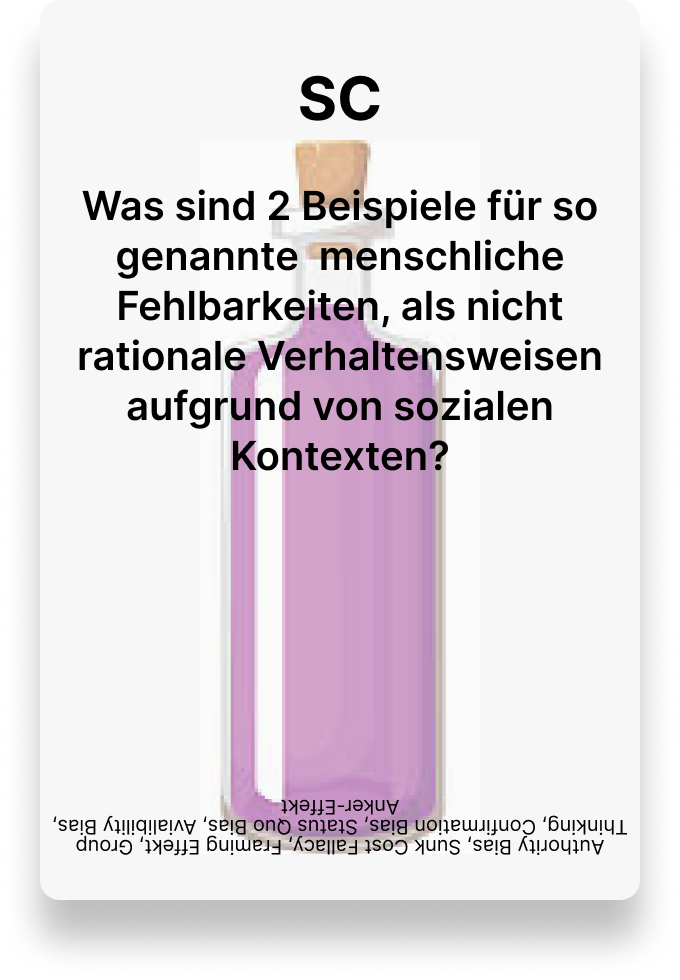 SC
Was sind 2 Beispiele für so
genannte menschliche
Fehlbarkeiten, als nicht
rationale Verhaltensweisen
aufgrund von sozialen
Kontexten?
Authority Bias, Sunk Cost Fallacy, Framing Effekt, Group
Thinking, Confirmation Bias, Status Quo Bias, Avialibility Bias,
Anker-Effekt